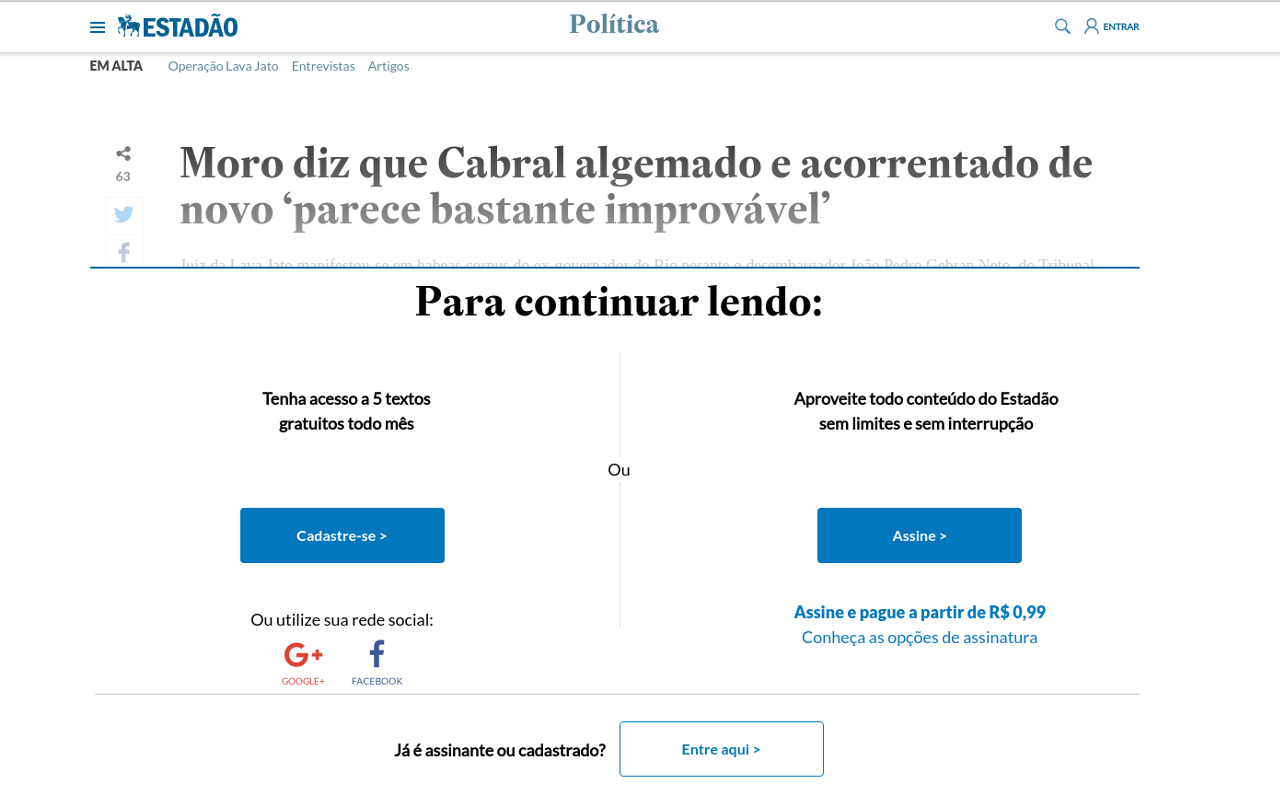 ESTADÃO
Política
ENTRAR
EM ALTA Operação Lava Jato Entrevistas Artigos
63
Moro diz que Cabral algemado e acorrentado de
novo ‘parece bastante improvável’
Juiz da Lava Jato manifestou-se em habeas corpus do ex-governador do Rio perante o desembargador João Pedro Gebran Neto, do Tribunal
Para continuar lendo:
Tenha acesso a 5 textos
gratuitos todo mês
Cadastre-se >
Ou utilize sua rede social:
GOOGLE+ FACEBOOK
Ou
Aproveite todo conteúdo do Estadão
sem limites e sem interrupção
Assine >
Assine e pague a partir de R$ 0,99
Conheça as opções de assinatura
Já é assinante ou cadastrado?
Entre aqui >